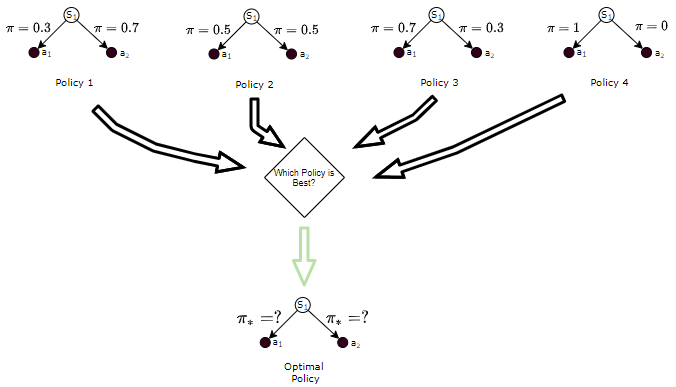 S₁ S₁ S₁ S₁
π = 0.3 π = 0.7 π = 0.5 π = 0.5 π = 0.7 π = 0.3 π = 1 π = 0
a₁ a₂ a₁ a₂ a₁ a₂ a₁ a₂
Policy 1 Policy 2 Policy 3 Policy 4
Which Policy is
Best?
S₁
π* =? π* =?
a₁ a₂
Optimal
Policy